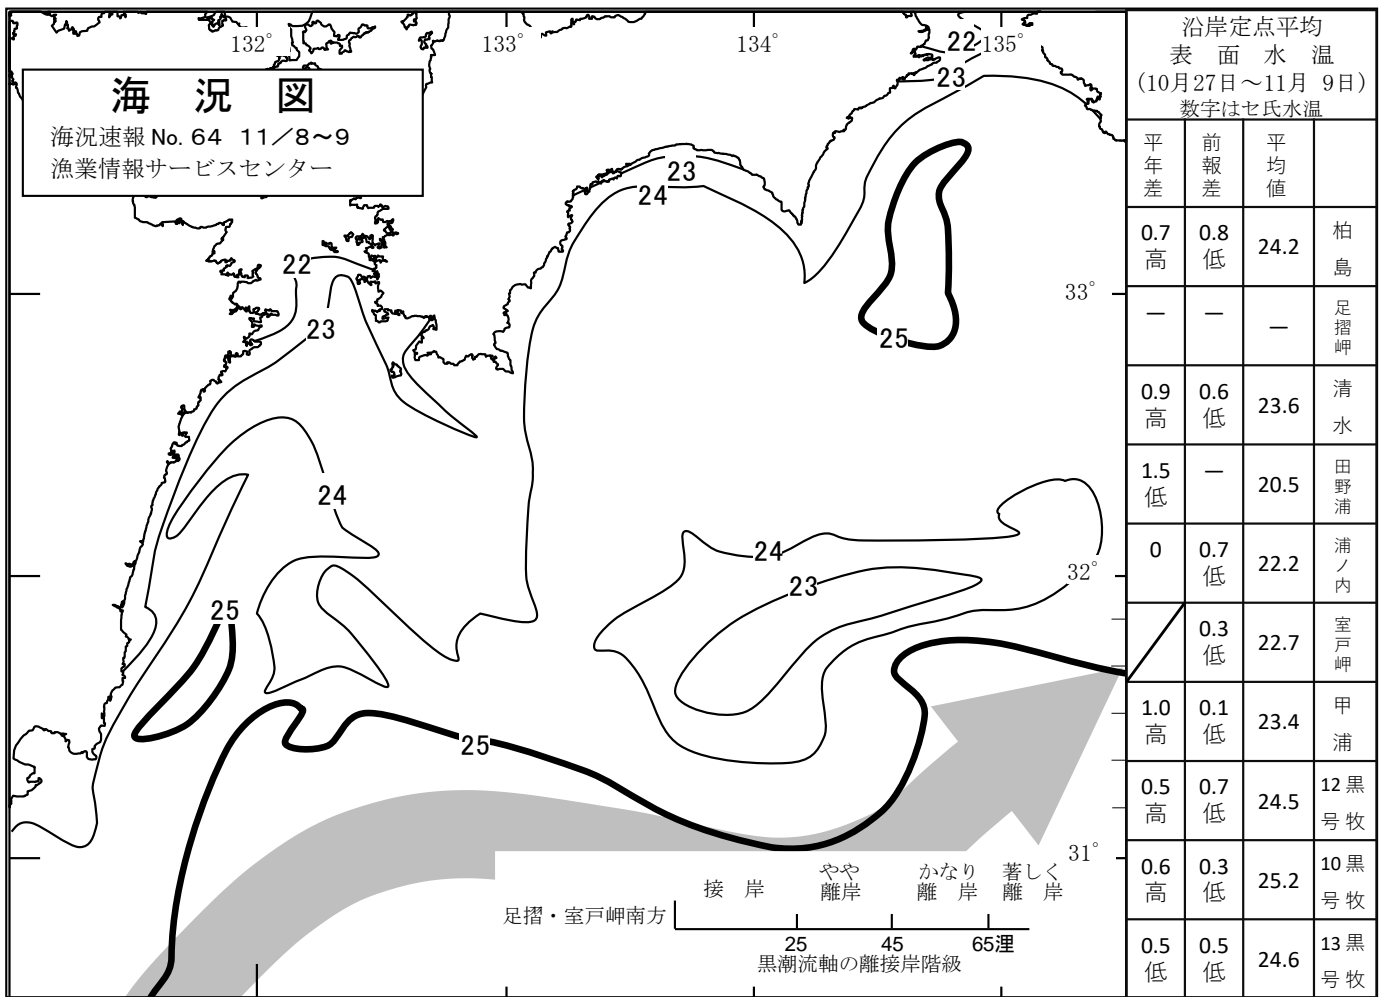 海 況 図
海況速報 No. 64 11/8～9
漁業情報サービスセンター
132°
133°
134°
135°
22
23
23
24
22
23
33°
25
24
24
23
32°
25
25
31°
接 岸
やや
離岸
かなり
離 岸
著しく
離 岸
足摺・室戸岬南方
25
45
65浬
黒潮流軸の離接岸階級
沿岸定点平均
表 面 水 温
(10月27日～11月 9日)
数字はセ氏水温
平年差 前報差 平均値
0.7高 0.8低 24.2 柏島
― ― ― 足摺岬
0.9高 0.6低 23.6 清水
1.5低 ― 20.5 田野浦
0 0.7低 22.2 浦ノ内
0.3低 22.7 室戸岬
1.0高 0.1低 23.4 甲浦
0.5高 0.7低 24.5 黒牧12号
0.6高 0.3低 25.2 黒牧10号
0.5低 0.5低 24.6 黒牧13号